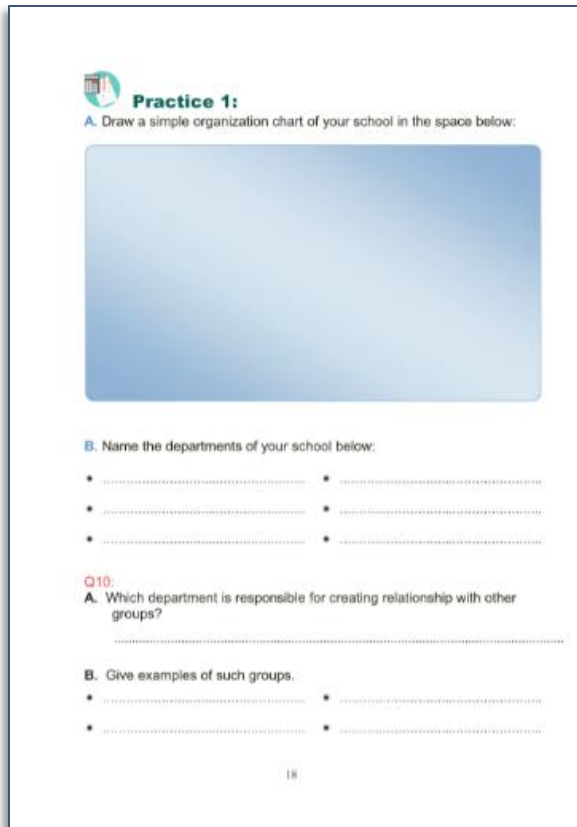 Practice 1:
A. Draw a simple organization chart of your school in the space below:
B. Name the departments of your school below:
• .................................................. • ..................................................
• .................................................. • ..................................................
• .................................................. • ..................................................
Q10:
A. Which department is responsible for creating relationship with other
groups?
................................................................................................................
B. Give examples of such groups.
• .................................................. • ..................................................
• .................................................. • ..................................................
18